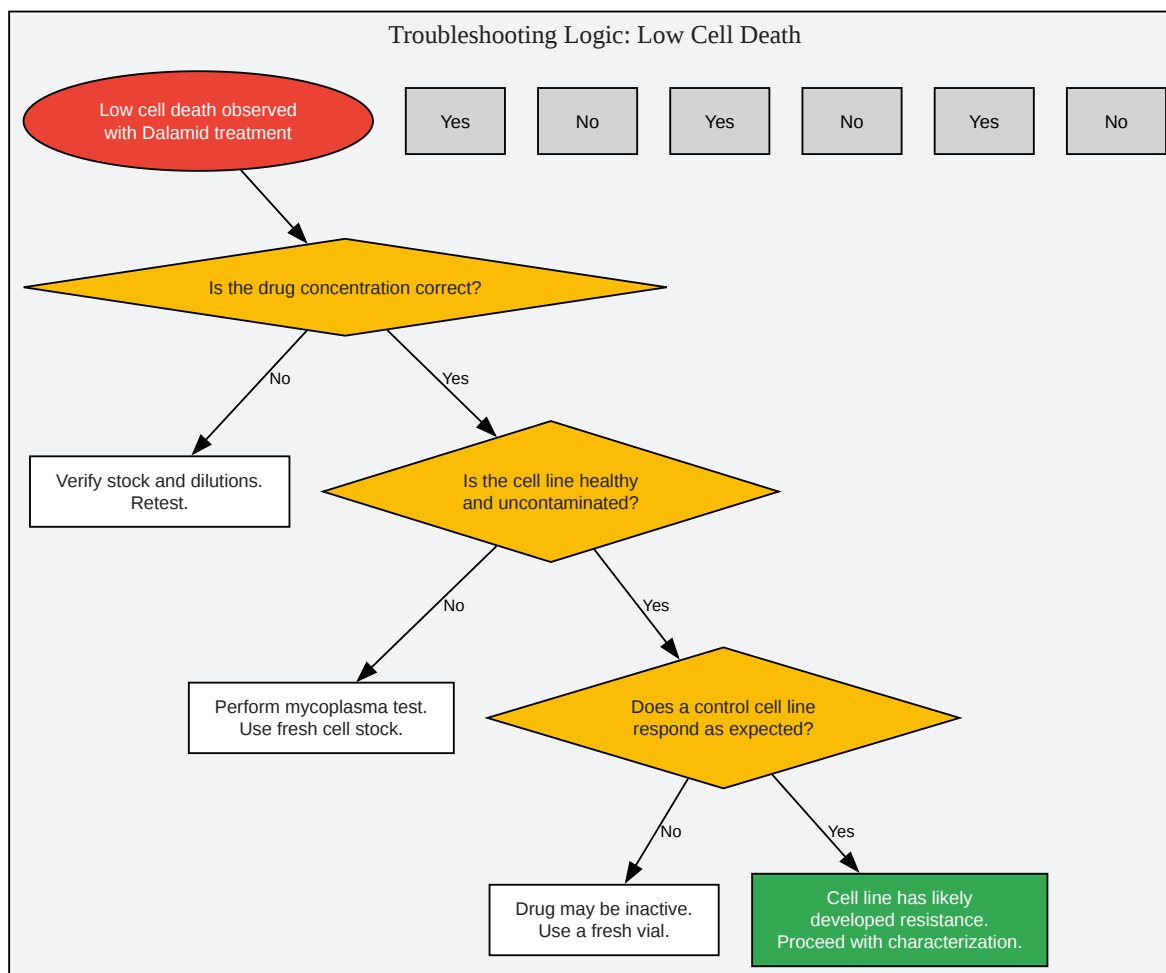 Troubleshooting Logic: Low Cell Death
Low cell death observed
with Dalamid treatment
Yes
No
Yes
No
Yes
No
Is the drug concentration correct?
No
Yes
Verify stock and dilutions.
Retest.
Is the cell line healthy
and uncontaminated?
No
Yes
Perform mycoplasma test.
Use fresh cell stock.
Does a control cell line
respond as expected?
No
Yes
Drug may be inactive.
Use a fresh vial.
Cell line has likely
developed resistance.
Proceed with characterization.